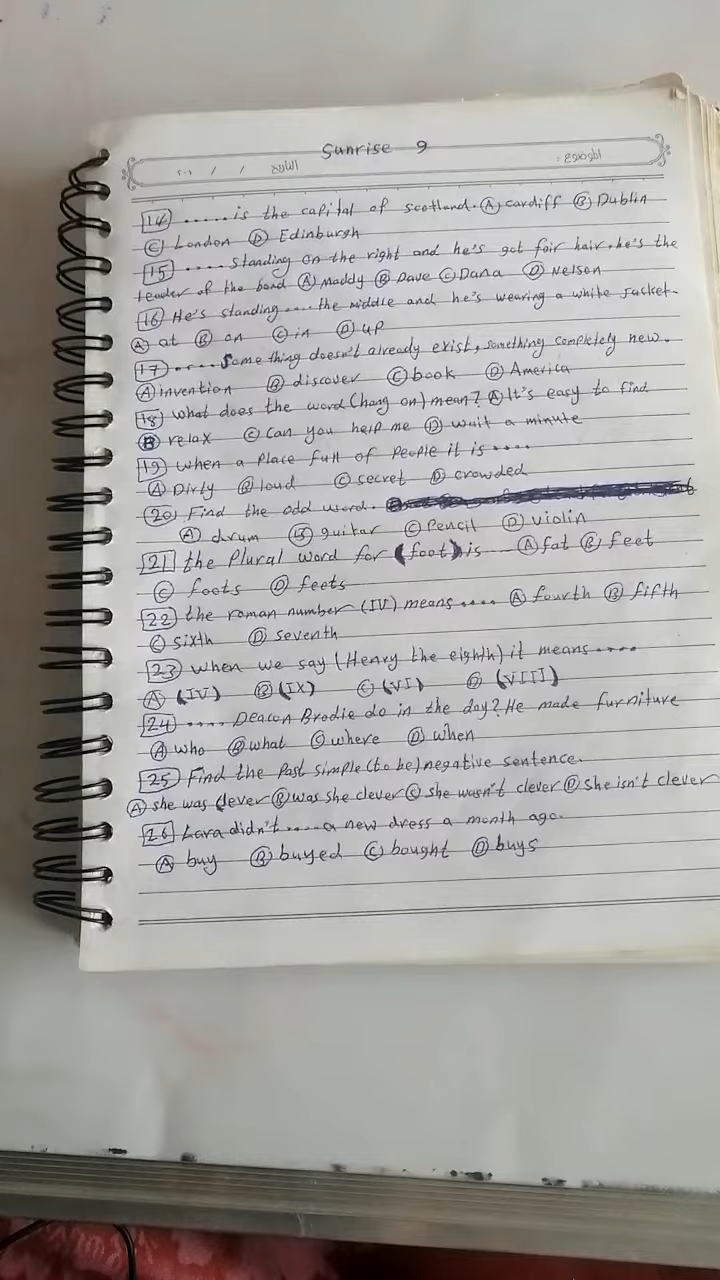 Sunrise 9
الموضوع : التاريخ / / ٢٠١
14 ...... is the capital of scotland. Ⓐ cardiff Ⓑ Dublin
Ⓒ London Ⓓ Edinburgh
15 ..... standing on the right and he's got fair hair. he's the
leader of the band Ⓐ Maddy Ⓑ Dave Ⓒ Dana Ⓓ Nelson
16 He's standing .... the middle and he's wearing a white jacket.
Ⓐ at Ⓑ on Ⓒ in Ⓓ up
17 ...... Some thing doesn't already exist, something completely new.
Ⓐ invention Ⓑ discover Ⓒ book Ⓓ America
18 what does the word (hang on) mean? Ⓐ It's easy to find
Ⓑ relax Ⓒ can you help me Ⓓ wait a minute
19 when a place full of people it is ....
Ⓐ Dirty Ⓑ loud Ⓒ secret Ⓓ crowded
20 Find the odd word.
Ⓐ drum Ⓑ guitar Ⓒ Pencil Ⓓ violin
21 the Plural word for (foot) is .... Ⓐ fat Ⓑ feet
Ⓒ foots Ⓓ feets
22 the roman number (IV) means .... Ⓐ fourth Ⓑ fifth
Ⓒ sixth Ⓓ seventh
23 when we say (Henry the eighth) it means .....
Ⓐ (IV) Ⓑ (IX) Ⓒ (VI) Ⓓ (VIII)
24 .... Deacon Brodie do in the day? He made furniture
Ⓐ who Ⓑ what Ⓒ where Ⓓ when
25 Find the Past simple (to be) negative sentence.
Ⓐ she was clever Ⓑ was she clever Ⓒ she wasn't clever Ⓓ she isn't clever
26 Lara didn't .... a new dress a month ago.
Ⓐ buy Ⓑ buyed Ⓒ bought Ⓓ buys